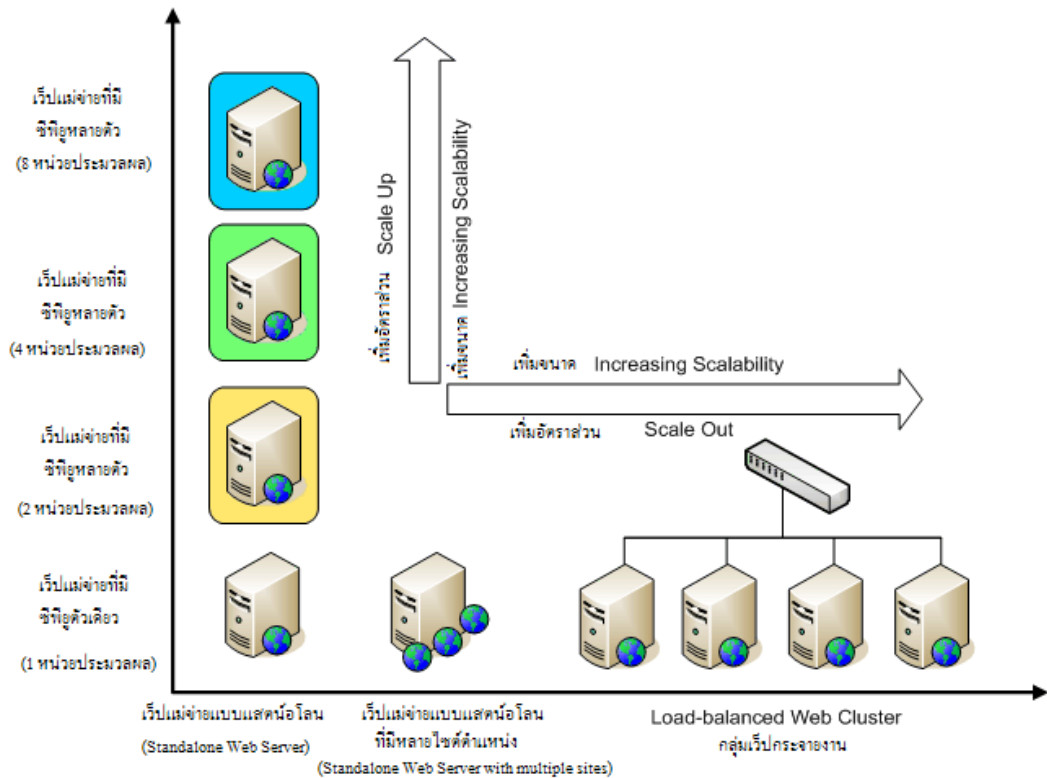 เว็ปแม่ข่ายที่มี
ซีพียูหลายตัว
(8 หน่วยประมวลผล)
เว็ปแม่ข่ายที่มี
ซีพียูหลายตัว
(4 หน่วยประมวลผล)
เว็ปแม่ข่ายที่มี
ซีพียูหลายตัว
(2 หน่วยประมวลผล)
เว็ปแม่ข่ายที่มี
ซีพียูตัวเดียว
(1 หน่วยประมวลผล)
เพิ่มอัตราส่วน Scale Up
เพิ่มขนาด Increasing Scalability
เพิ่มขนาด Increasing Scalability
เพิ่มอัตราส่วน Scale Out
เว็ปแม่ข่ายแบบแสตน์อโลน
(Standalone Web Server)
เว็ปแม่ข่ายแบบแสตน์อโลน
ที่มีหลายไซต์ตำแหน่ง
(Standalone Web Server with multiple sites)
Load-balanced Web Cluster
กลุ่มเว็ปกระจายงาน